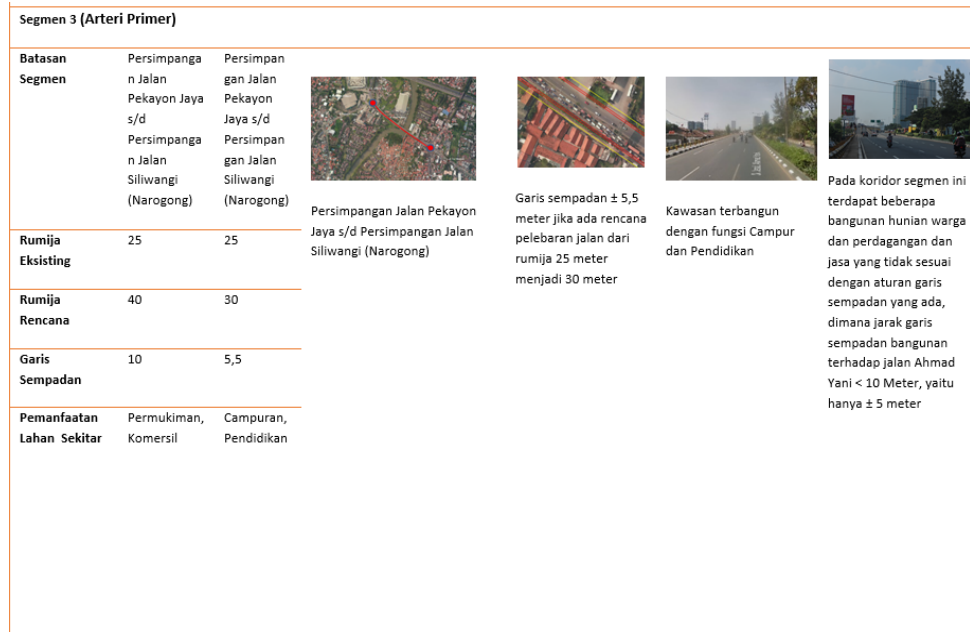 Segmen 3 (Arteri Primer)
Batasan
Segmen
Persimpanga
n Jalan
Pekayon Jaya
s/d
Persimpanga
n Jalan
Siliwangi
(Narogong)
Persimpan
gan Jalan
Pekayon
Jaya s/d
Persimpan
gan Jalan
Siliwangi
(Narogong)
Rumija
Eksisting
25
25
Rumija
Rencana
40
30
Garis
Sempadan
10
5,5
Pemanfaatan
Lahan Sekitar
Permukiman,
Komersil
Campuran,
Pendidikan
Persimpangan Jalan Pekayon
Jaya s/d Persimpangan Jalan
Siliwangi (Narogong)
Garis sempadan ± 5,5
meter jika ada rencana
pelebaran jalan dari
rumija 25 meter
menjadi 30 meter
Kawasan terbangun
dengan fungsi Campur
dan Pendidikan
Pada koridor segmen ini
terdapat beberapa
bangunan hunian warga
dan perdagangan dan
jasa yang tidak sesuai
dengan aturan garis
sempadan yang ada,
dimana jarak garis
sempadan bangunan
terhadap jalan Ahmad
Yani < 10 Meter, yaitu
hanya ± 5 meter